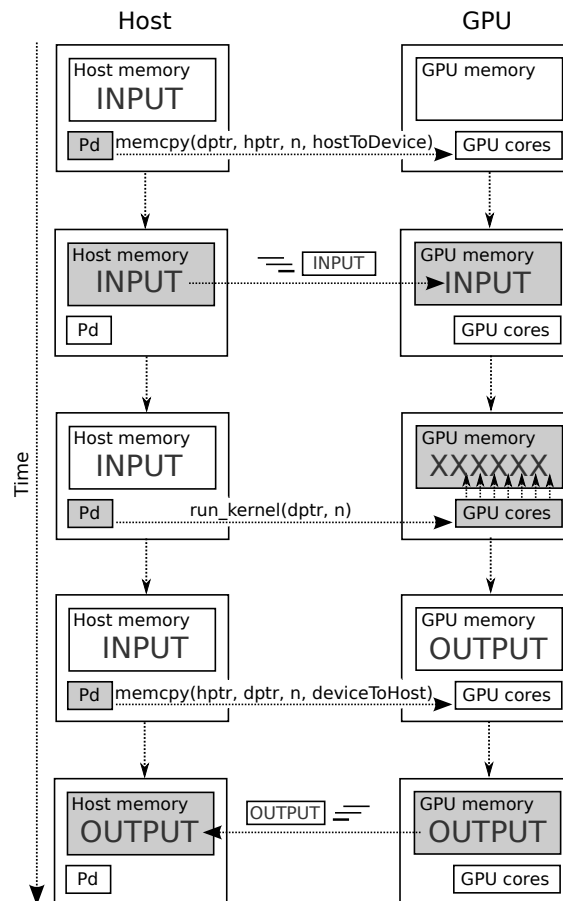 Host
GPU
Time
Host memory
INPUT
GPU memory
Pd
memcpy(dptr, hptr, n, hostToDevice)
GPU cores
Host memory
INPUT
INPUT
GPU memory
INPUT
Pd
GPU cores
Host memory
INPUT
GPU memory
XXXXXX
Pd
run_kernel(dptr, n)
GPU cores
Host memory
INPUT
GPU memory
OUTPUT
Pd
memcpy(hptr, dptr, n, deviceToHost)
GPU cores
Host memory
OUTPUT
OUTPUT
GPU memory
OUTPUT
Pd
GPU cores